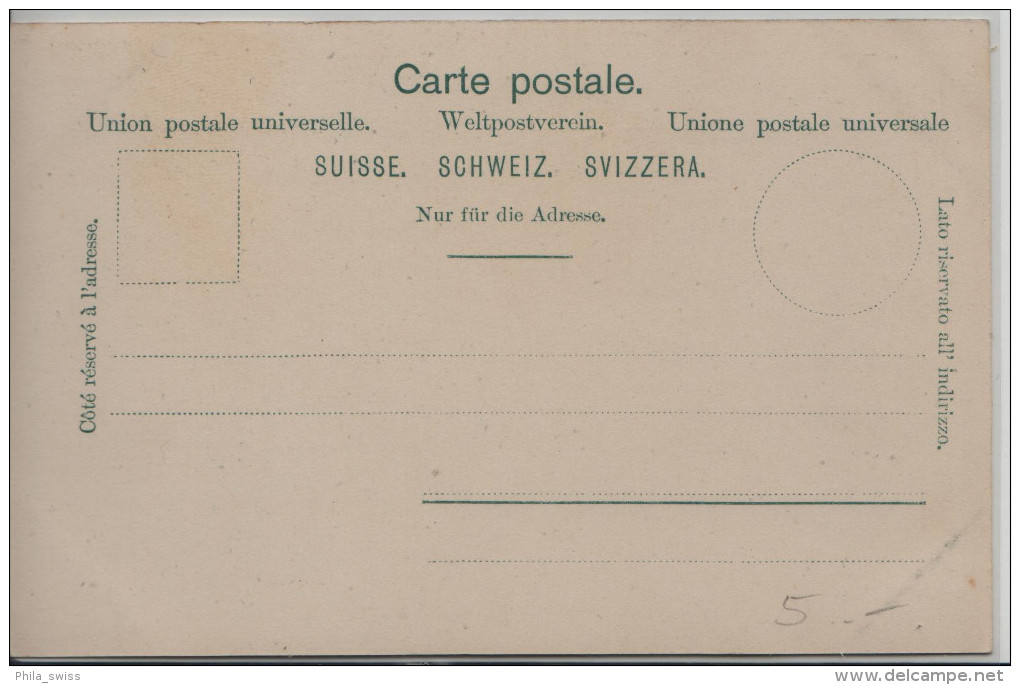 Carte postale.
Union postale universelle. Weltpostverein. Unione postale universale
SUISSE. SCHWEIZ. SVIZZERA.
Nur für die Adresse.
Côté réservé à l'adresse.
Lato riservato all' indirizzo.
5 .-.
Phila_swiss
delcampe.net